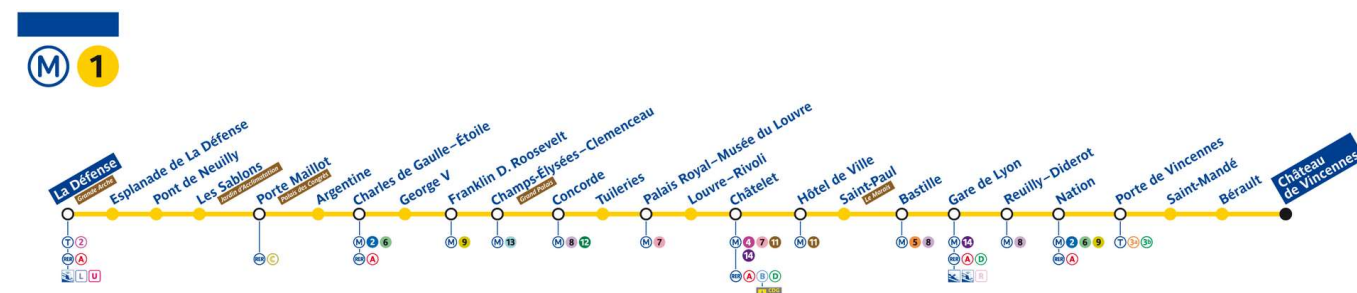 M 1
La Défense
Grande Arche
Esplanade de La Défense
Pont de Neuilly
Les Sablons
Jardin d'Acclimatation
Porte Maillot
Palais des Congrès
Argentine
Charles de Gaulle–Étoile
George V
Franklin D. Roosevelt
Champs-Élysées–Clemenceau
Grand Palais
Concorde
Tuileries
Palais Royal–Musée du Louvre
Louvre–Rivoli
Châtelet
Hôtel de Ville
Saint-Paul
Le Marais
Bastille
Gare de Lyon
Reuilly–Diderot
Nation
Porte de Vincennes
Saint-Mandé
Bérault
Château
de Vincennes
T 2
RER A
L U
RER C
M 2 6
RER A
M 9
M 13
M 8 12
M 7
M 4 7 11
14
RER A B D
CDG
M 11
M 5 8
M 14
RER A D
R
M 8
M 2 6 9
RER A
T 3a 3b